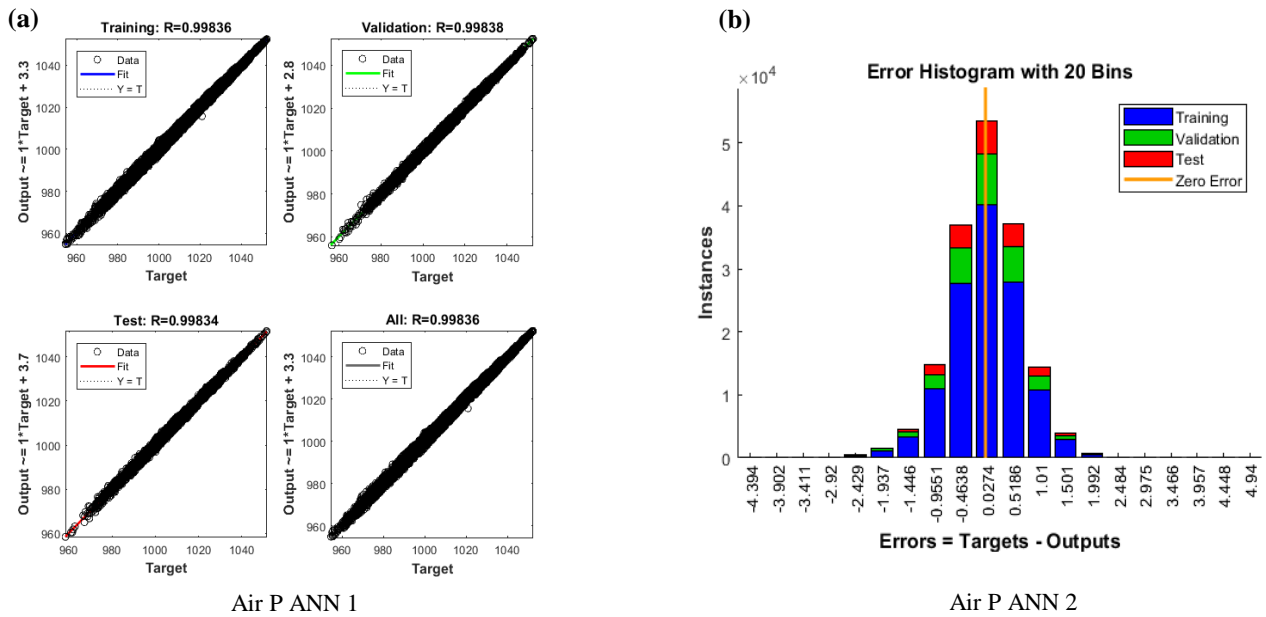 (a)
Training: R=0.99836
Output ~= 1*Target + 3.3
1040
1020
1000
980
960
Data
Fit
Y = T
960 980 1000 1020 1040
Target
Validation: R=0.99838
Output ~= 1*Target + 2.8
1040
1020
1000
980
960
Data
Fit
Y = T
960 980 1000 1020 1040
Target
Test: R=0.99834
Output ~= 1*Target + 3.7
1040
1020
1000
980
960
Data
Fit
Y = T
960 980 1000 1020 1040
Target
All: R=0.99836
Output ~= 1*Target + 3.3
1040
1020
1000
980
960
Data
Fit
Y = T
960 980 1000 1020 1040
Target
Air P ANN 1
(b)
Error Histogram with 20 Bins
×10⁴
Instances
5
4
3
2
1
0
Training
Validation
Test
Zero Error
-4.394
-3.902
-3.411
-2.92
-2.429
-1.937
-1.446
-0.9551
-0.4638
0.0274
0.5186
1.01
1.501
1.992
2.484
2.975
3.466
3.957
4.448
4.94
Errors = Targets - Outputs
Air P ANN 2